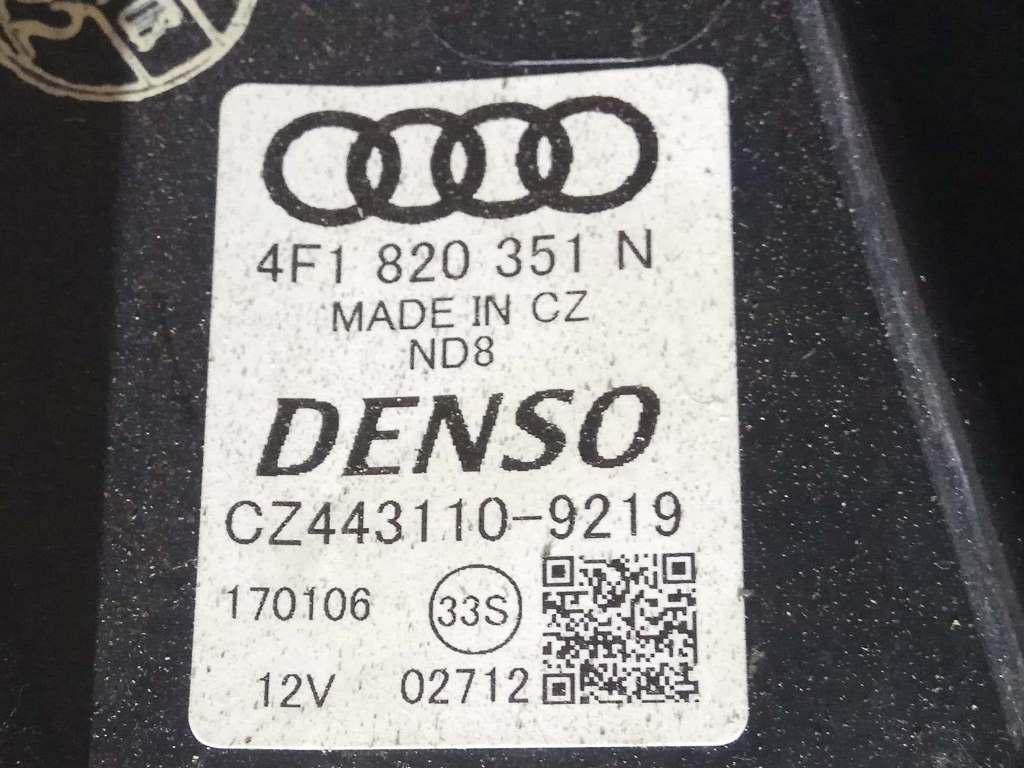 4F1 820 351 N
MADE IN CZ
ND8
DENSO
CZ443110-9219
170106 33S
12V 02712